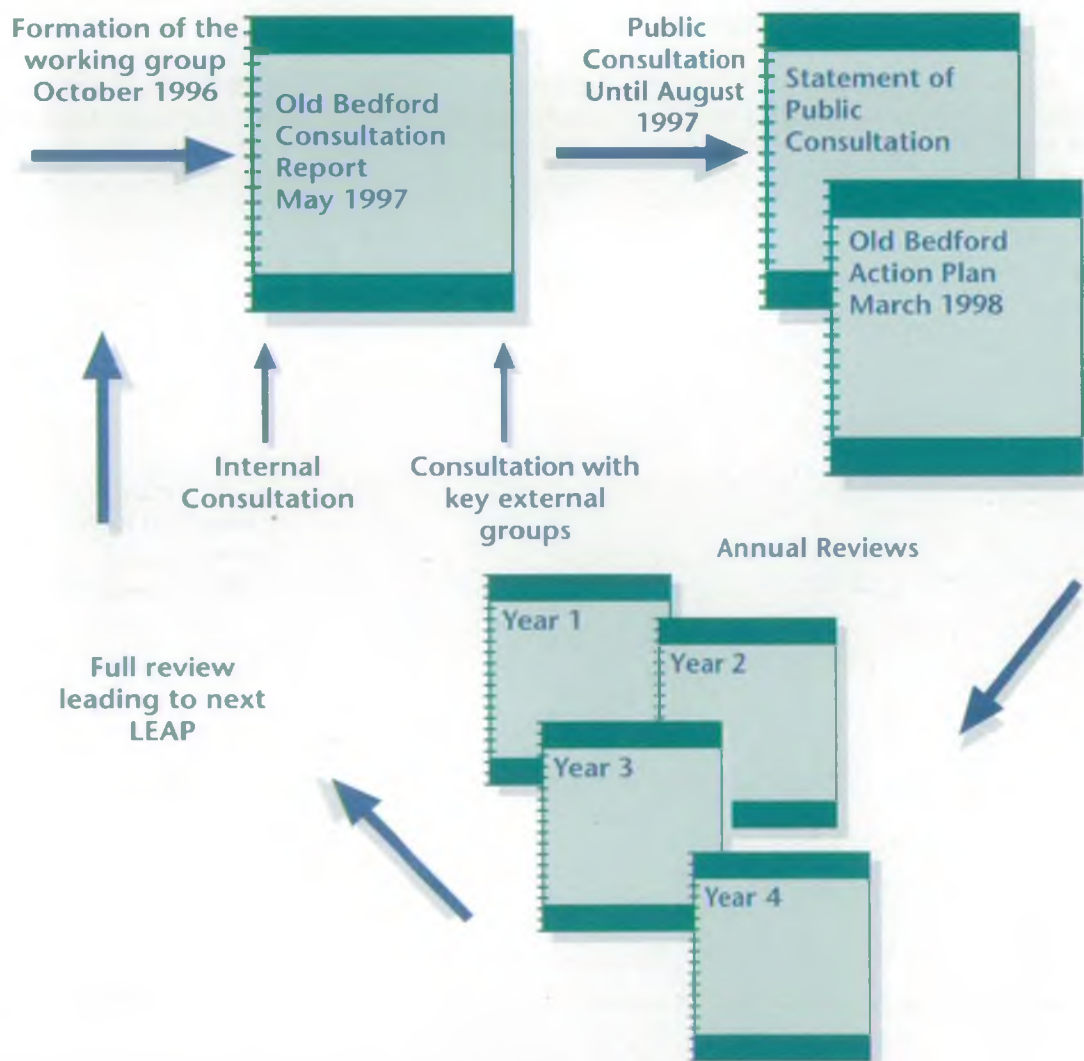 Formation of the
working group
October 1996
Old Bedford
Consultation
Report
May 1997
Public
Consultation
Until August
1997
Statement of
Public
Consultation
Old Bedford
Action Plan
March 1998
Internal
Consultation
Consultation with
key external
groups
Annual Reviews
Year 1
Year 2
Year 3
Year 4
Full review
leading to next
LEAP